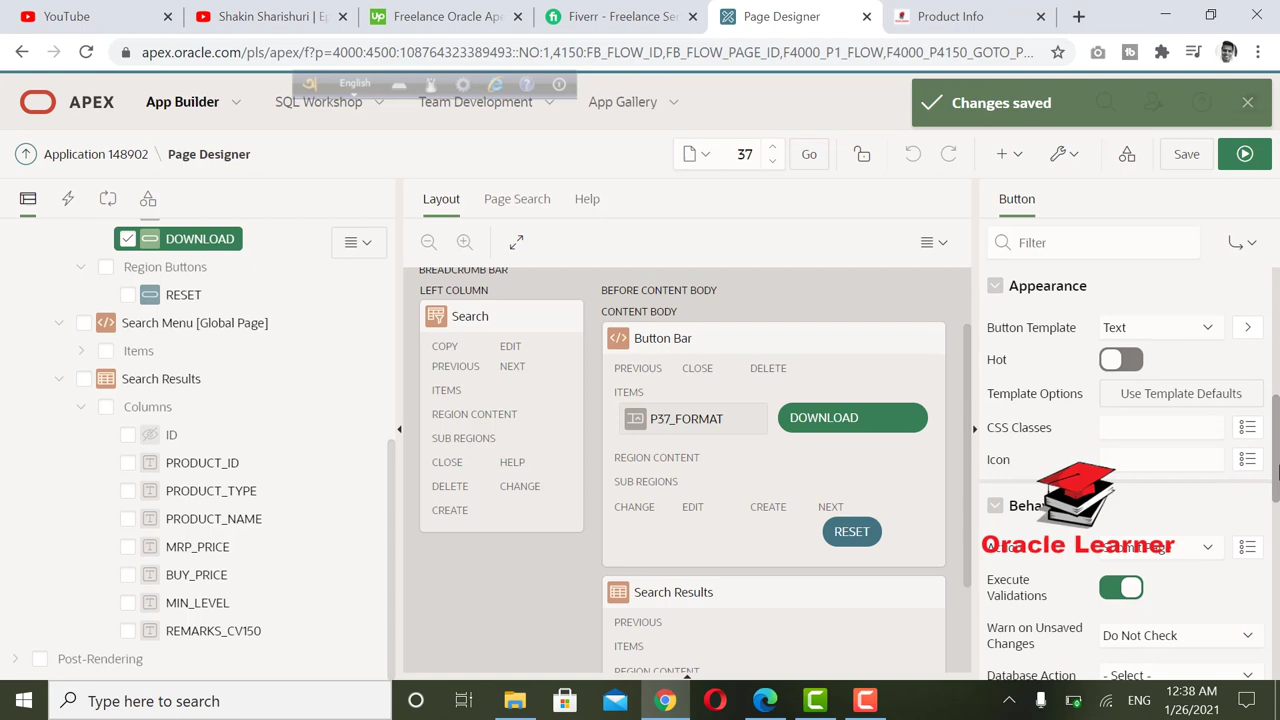 YouTube
Shakin Sharishuri | Ep
Freelance Oracle Ape
Fiverr - Freelance Ser
Page Designer
Product Info
apex.oracle.com/pls/apex/f?p=4000:4500:108764323389493::NO:1,4150:FB_FLOW_ID,FB_FLOW_PAGE_ID,F4000_P1_FLOW,F4000_P4150_GOTO_P...
English
APEX
App Builder
SQL Workshop
Team Development
App Gallery
Changes saved
Application 148902
Page Designer
37
Go
Save
Layout
Page Search
Help
Button
DOWNLOAD
Region Buttons
RESET
Search Menu [Global Page]
Items
Search Results
Columns
ID
PRODUCT_ID
PRODUCT_TYPE
PRODUCT_NAME
MRP_PRICE
BUY_PRICE
MIN_LEVEL
REMARKS_CV150
Post-Rendering
BREADCRUMB BAR
LEFT COLUMN
Search
COPY EDIT
PREVIOUS NEXT
ITEMS
REGION CONTENT
SUB REGIONS
CLOSE HELP
DELETE CHANGE
CREATE
BEFORE CONTENT BODY
CONTENT BODY
Button Bar
PREVIOUS CLOSE DELETE
ITEMS
P37_FORMAT
DOWNLOAD
REGION CONTENT
SUB REGIONS
CHANGE EDIT CREATE NEXT
RESET
Search Results
PREVIOUS
ITEMS
REGION CONTENT
Filter
Appearance
Button Template Text
Hot
Template Options Use Template Defaults
CSS Classes
Icon
Oracle Learner
Execute
Validations
Warn on Unsaved
Changes
Do Not Check
Database Action - Select -
Type here to search
ENG
12:38 AM
1/26/2021